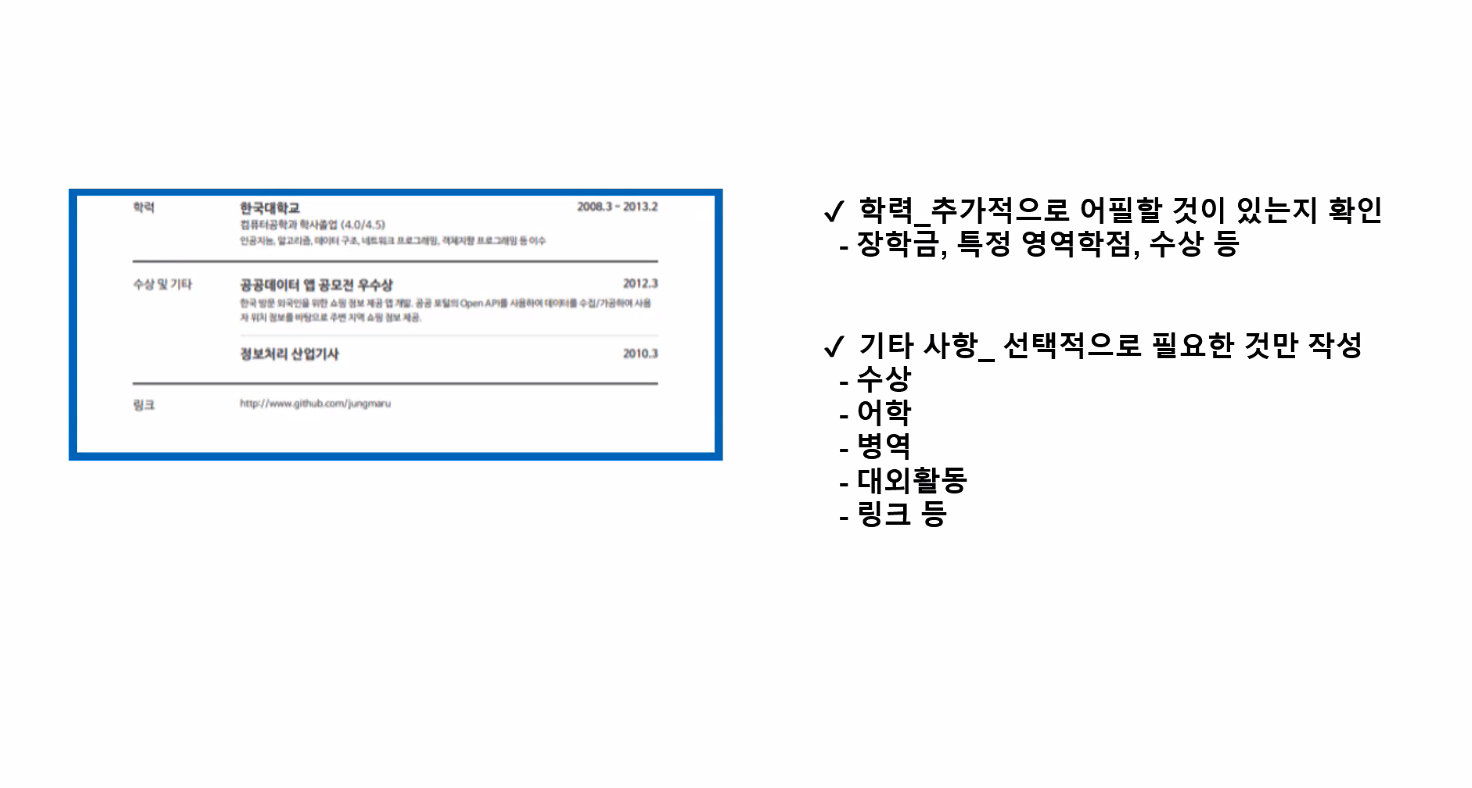 학력
한국대학교
2008.3 - 2013.2
컴퓨터공학과 학사졸업 (4.0/4.5)
인공지능, 알고리즘, 데이터 구조, 네트워크 프로그래밍, 객체지향 프로그래밍 등 이수
수상 및 기타
공공데이터 앱 공모전 우수상
2012.3
한국 방문 외국인을 위한 쇼핑 정보 제공 앱 개발. 공공 포털의 Open API를 사용하여 데이터를 수집/가공하여 사용
자 위치 정보를 바탕으로 주변 지역 쇼핑 정보 제공.
정보처리 산업기사
2010.3
링크
http://www.github.com/jungmaru
✓ 학력_추가적으로 어필할 것이 있는지 확인
- 장학금, 특정 영역학점, 수상 등
✓ 기타 사항_ 선택적으로 필요한 것만 작성
- 수상
- 어학
- 병역
- 대외활동
- 링크 등